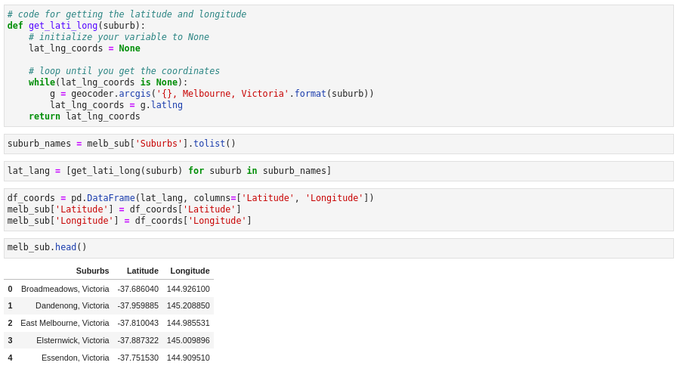 # code for getting the latitude and longitude
def get_lati_long(suburb):
    # initialize your variable to None
    lat_lng_coords = None
    # loop until you get the coordinates
    while(lat_lng_coords is None):
        g = geocoder.arcgis('{}, Melbourne, Victoria'.format(suburb))
        lat_lng_coords = g.latlng
    return lat_lng_coords
suburb_names = melb_sub['Suburbs'].tolist()
lat_lang = [get_lati_long(suburb) for suburb in suburb_names]
df_coords = pd.DataFrame(lat_lang, columns=['Latitude', 'Longitude'])
melb_sub['Latitude'] = df_coords['Latitude']
melb_sub['Longitude'] = df_coords['Longitude']
melb_sub.head()
Suburbs Latitude Longitude
0 Broadmeadows, Victoria -37.686040 144.926100
1 Dandenong, Victoria -37.959885 145.208850
2 East Melbourne, Victoria -37.810043 144.985531
3 Elsternwick, Victoria -37.887322 145.009896
4 Essendon, Victoria -37.751530 144.909510